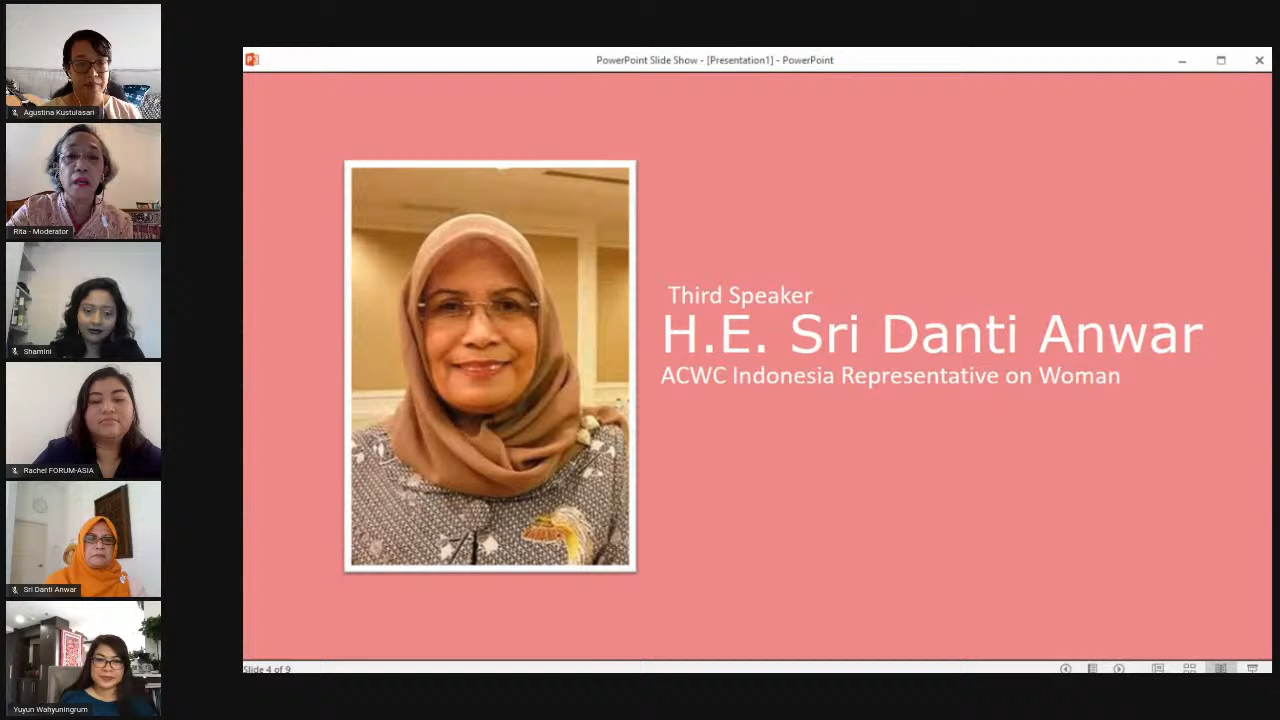 Agustina Kustulasari
Rita - Moderator
Shamini
Rachel FORUM-ASIA
Sri Danti Anwar
Yuyun Wahyuningrum
PowerPoint Slide Show - [Presentation1] - PowerPoint
Third Speaker
H.E. Sri Danti Anwar
ACWC Indonesia Representative on Woman
Slide 4 of 9